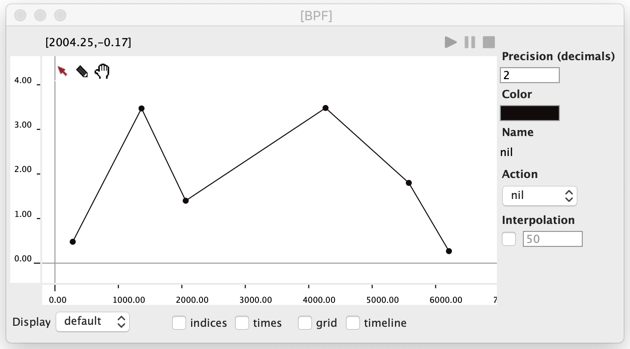 [BPF]
[2004.25,-0.17]
Precision (decimals)
2
Color
Name
nil
Action
nil
Interpolation
50
4.00
3.00
2.00
1.00
0.00
0.00 1000.00 2000.00 3000.00 4000.00 5000.00 6000.00 7
Display default indices times grid timeline